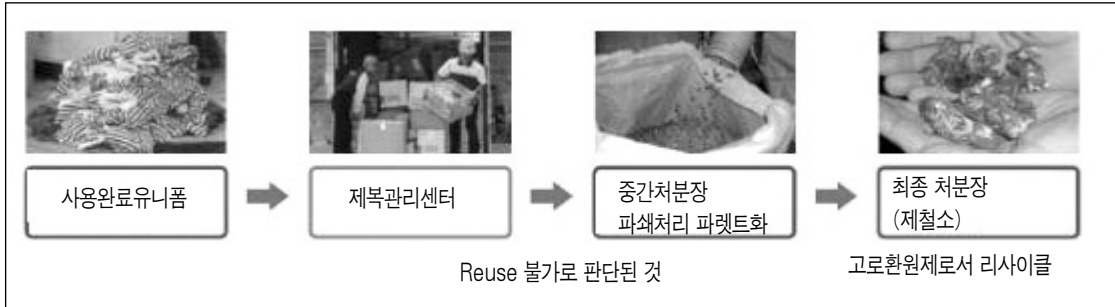 사용완료유니폼
제복관리센터
중간처분장
파쇄처리 파렛트화
최종 처분장
(제철소)
Reuse 불가로 판단된 것
고로환원제로서 리사이클